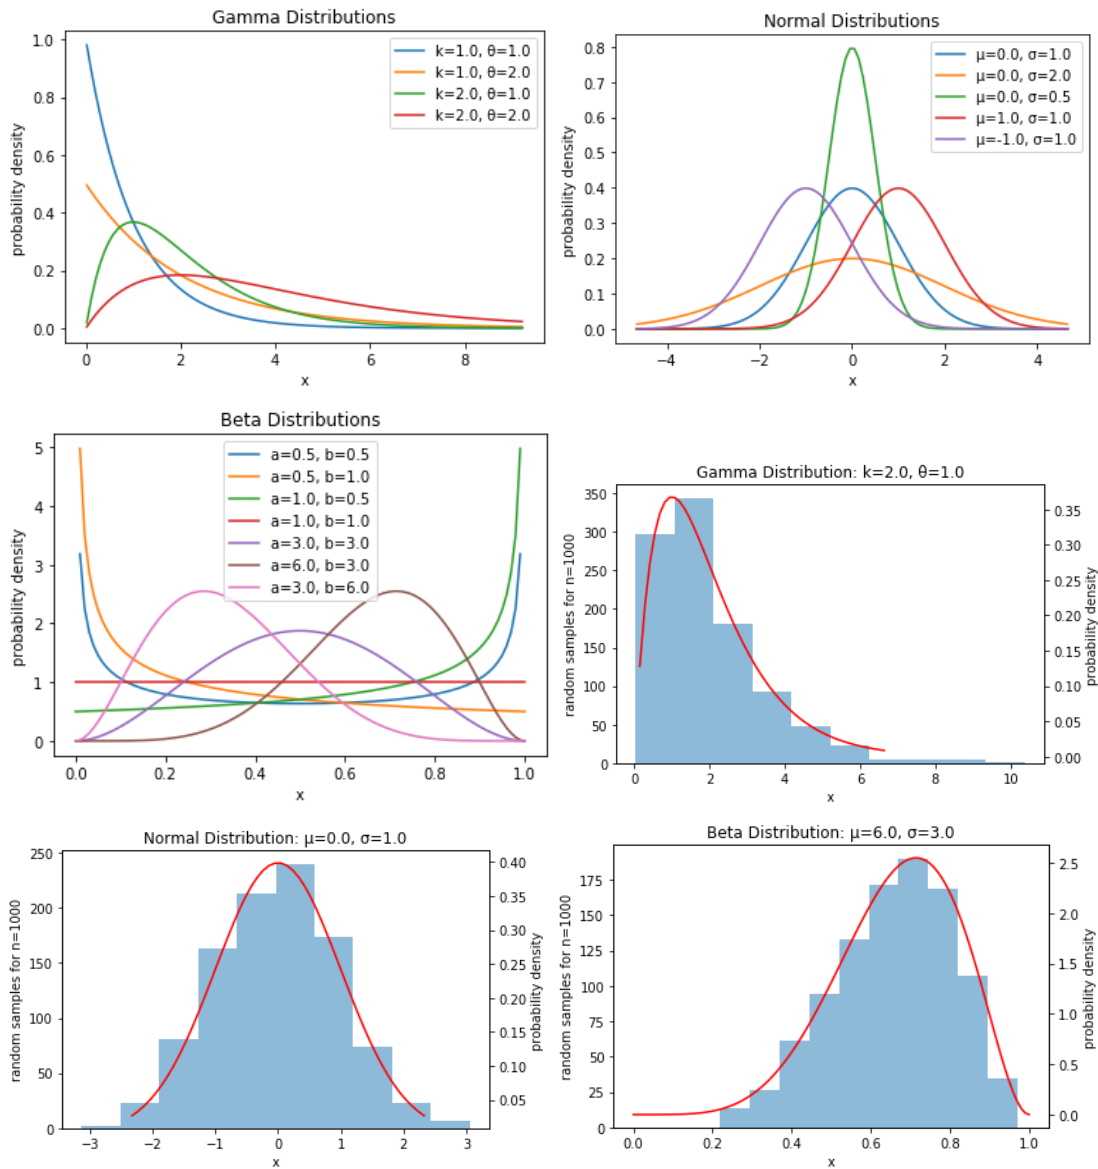 Gamma Distributions
k=1.0, θ=1.0
k=1.0, θ=2.0
k=2.0, θ=1.0
k=2.0, θ=2.0
probability density
1.0
0.8
0.6
0.4
0.2
0.0
0 2 4 6 8
x
Normal Distributions
μ=0.0, σ=1.0
μ=0.0, σ=2.0
μ=0.0, σ=0.5
μ=1.0, σ=1.0
μ=-1.0, σ=1.0
probability density
0.8
0.7
0.6
0.5
0.4
0.3
0.2
0.1
0.0
−4 −2 0 2 4
x
Beta Distributions
a=0.5, b=0.5
a=0.5, b=1.0
a=1.0, b=0.5
a=1.0, b=1.0
a=3.0, b=3.0
a=6.0, b=3.0
a=3.0, b=6.0
probability density
5
4
3
2
1
0
0.0 0.2 0.4 0.6 0.8 1.0
x
Gamma Distribution: k=2.0, θ=1.0
random samples for n=1000
350
300
250
200
150
100
50
0
0.35
0.30
0.25
0.20
0.15
0.10
0.05
0.00
probability density
0 2 4 6 8 10
x
Normal Distribution: μ=0.0, σ=1.0
random samples for n=1000
250
200
150
100
50
0
0.40
0.35
0.30
0.25
0.20
0.15
0.10
0.05
probability density
−3 −2 −1 0 1 2 3
x
Beta Distribution: μ=6.0, σ=3.0
random samples for n=1000
175
150
125
100
75
50
25
0
2.5
2.0
1.5
1.0
0.5
0.0
probability density
0.0 0.2 0.4 0.6 0.8 1.0
x